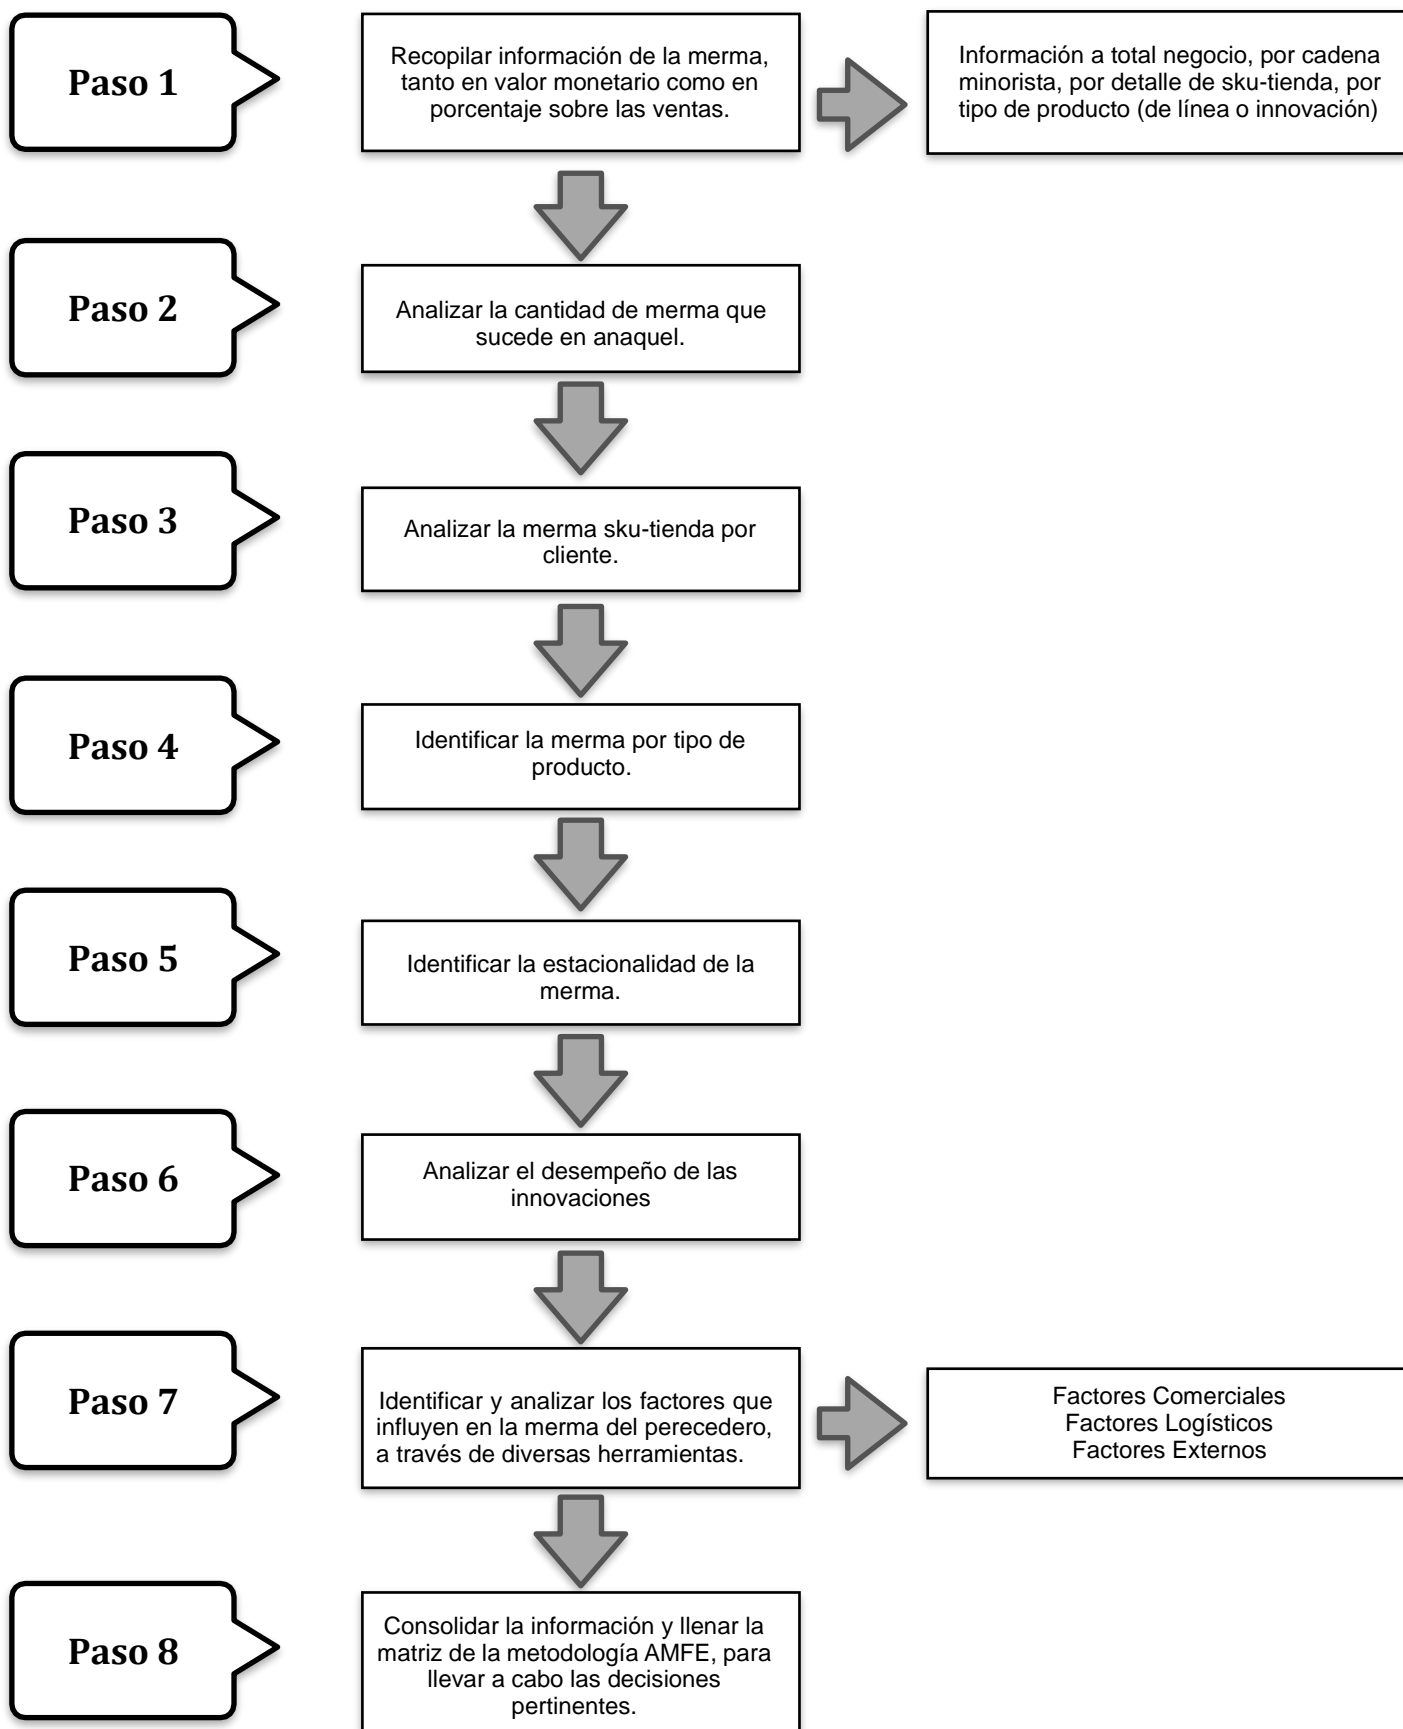 Paso 1
Recopilar información de la merma,
tanto en valor monetario como en
porcentaje sobre las ventas.
Información a total negocio, por cadena
minorista, por detalle de sku-tienda, por
tipo de producto (de línea o innovación)
Paso 2
Analizar la cantidad de merma que
sucede en anaquel.
Paso 3
Analizar la merma sku-tienda por
cliente.
Paso 4
Identificar la merma por tipo de
producto.
Paso 5
Identificar la estacionalidad de la
merma.
Paso 6
Analizar el desempeño de las
innovaciones
Paso 7
Identificar y analizar los factores que
influyen en la merma del perecedero,
a través de diversas herramientas.
Factores Comerciales
Factores Logísticos
Factores Externos
Paso 8
Consolidar la información y llenar la
matriz de la metodología AMFE, para
llevar a cabo las decisiones
pertinentes.